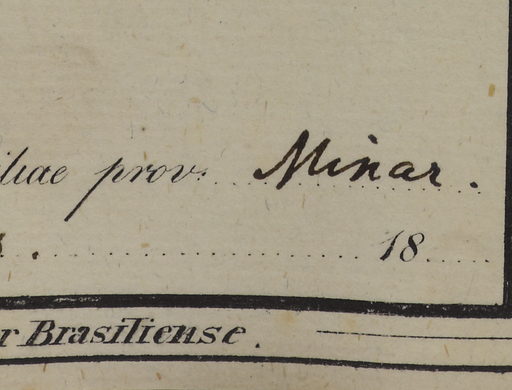 iliae prov. Minar.
18
r Brasiliense.